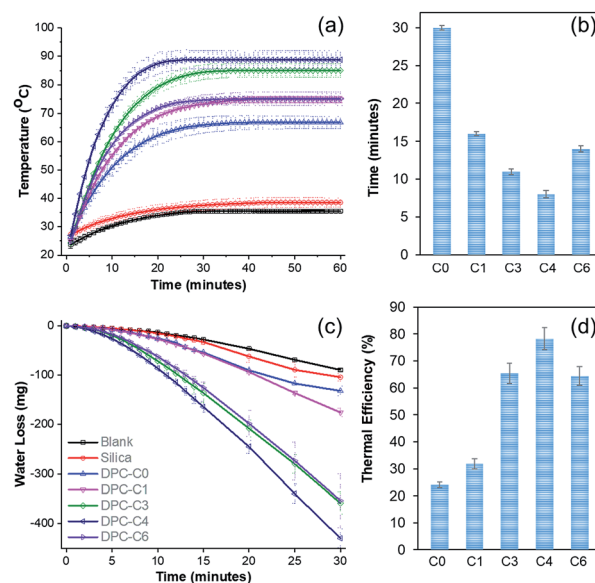 (a)
Temperature (°C)
100
90
80
70
60
50
40
30
20
0 10 20 30 40 50 60
Time (minutes)
(b)
Time (minutes)
30
25
20
15
10
5
0
C0 C1 C3 C4 C6
(c)
Water Loss (mg)
0
-100
-200
-300
-400
Blank
Silica
DPC-C0
DPC-C1
DPC-C3
DPC-C4
DPC-C6
0 5 10 15 20 25 30
Time (minutes)
(d)
Thermal Efficiency (%)
90
80
70
60
50
40
30
20
10
0
C0 C1 C3 C4 C6